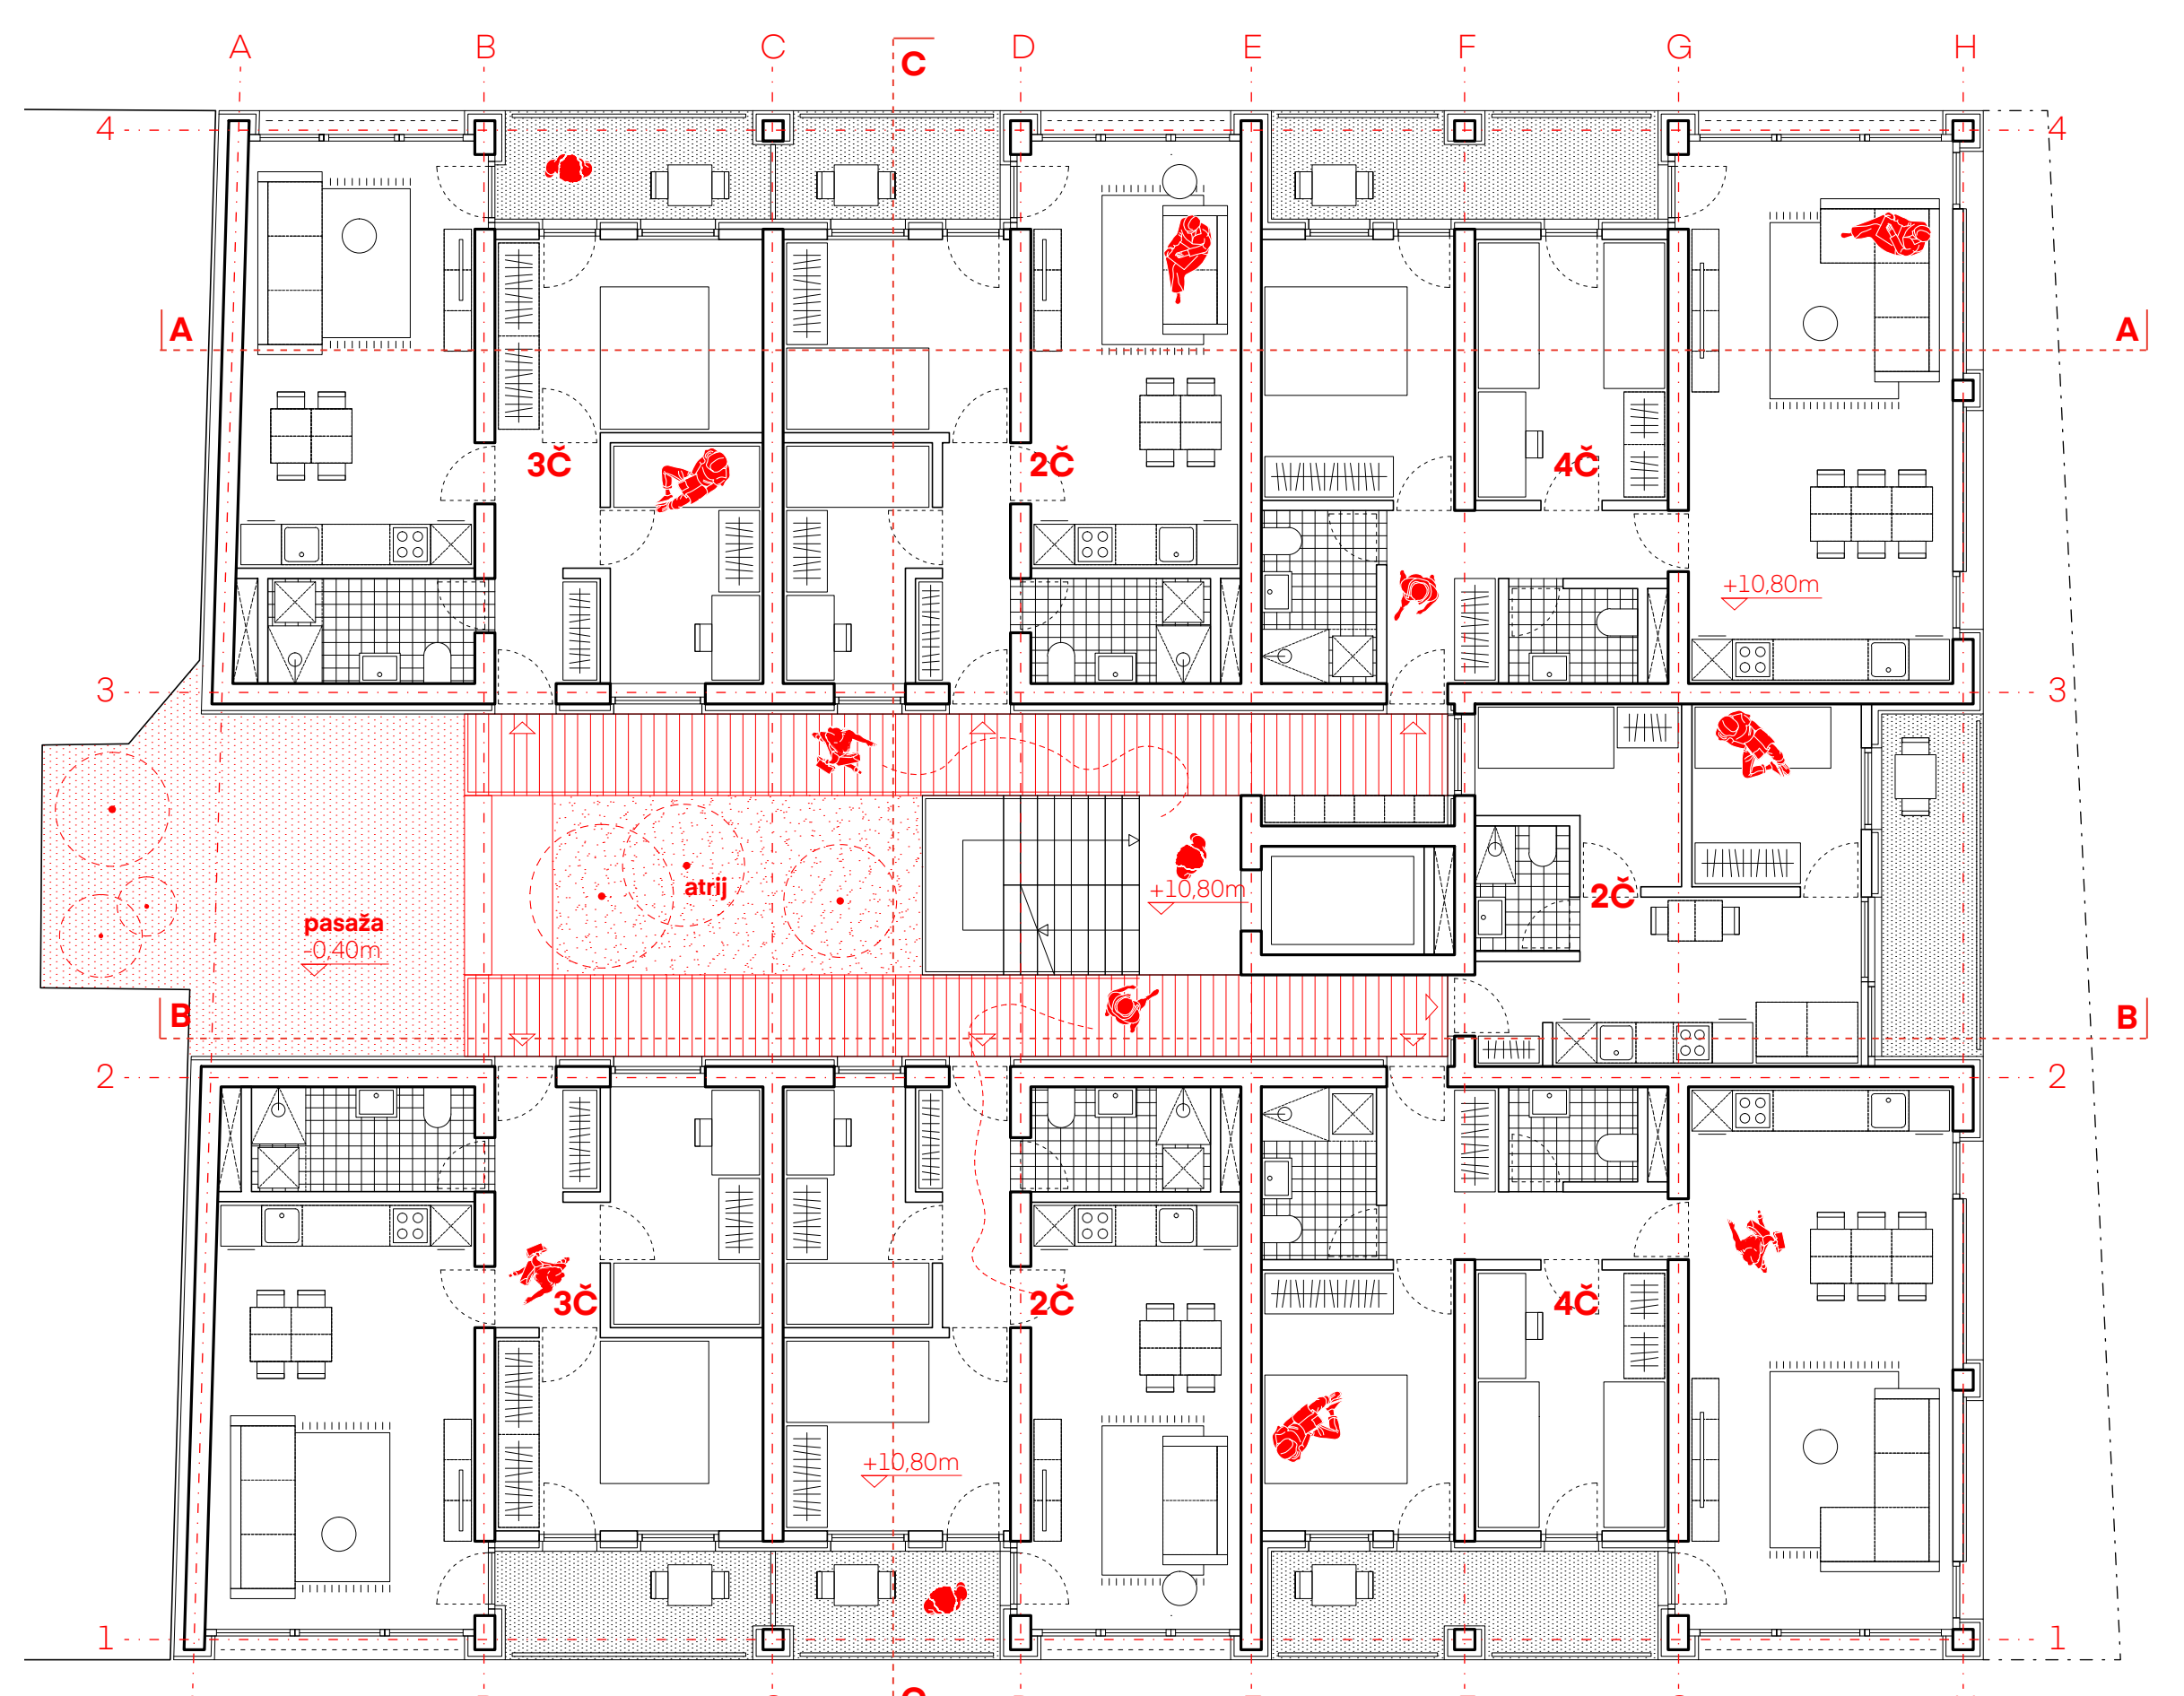 A B C D E F G H
C
4 4
A A
3Č 2Č 4Č
+10,80m
3 3
atrij
+10,80m
2Č
pasaža
-0,40m
B B
2 2
3Č 2Č 4Č
+10,80m
1 1